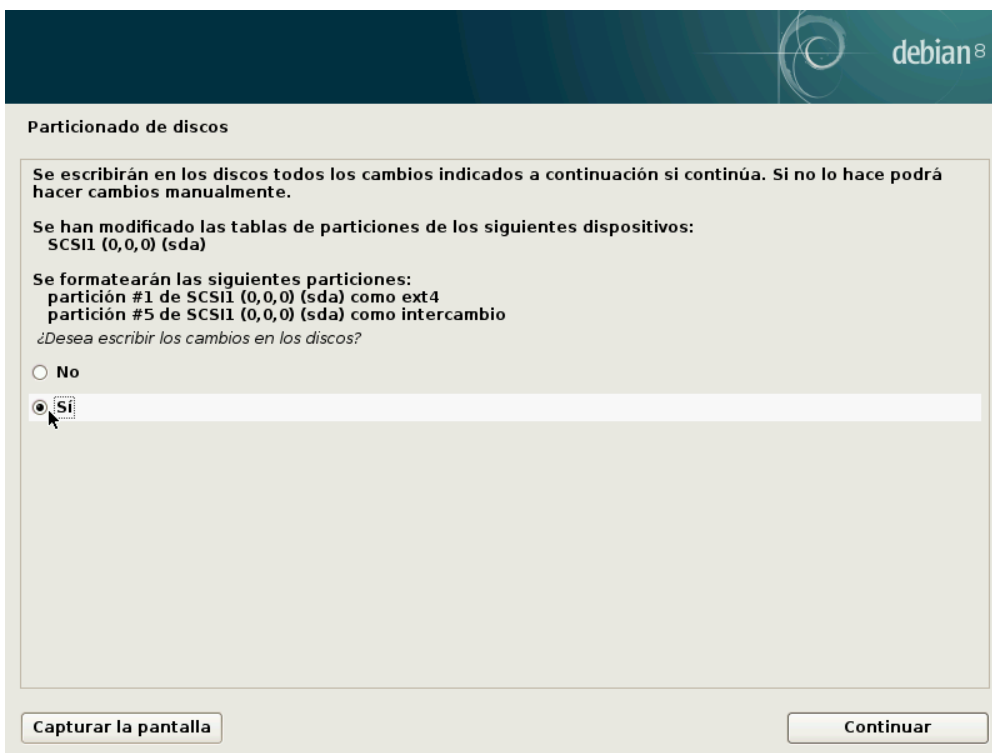 debian 8
Particionado de discos
Se escribirán en los discos todos los cambios indicados a continuación si continúa. Si no lo hace podrá
hacer cambios manualmente.
Se han modificado las tablas de particiones de los siguientes dispositivos:
SCSI1 (0,0,0) (sda)
Se formatearán las siguientes particiones:
partición #1 de SCSI1 (0,0,0) (sda) como ext4
partición #5 de SCSI1 (0,0,0) (sda) como intercambio
¿Desea escribir los cambios en los discos?
No
Sí
Capturar la pantalla
Continuar